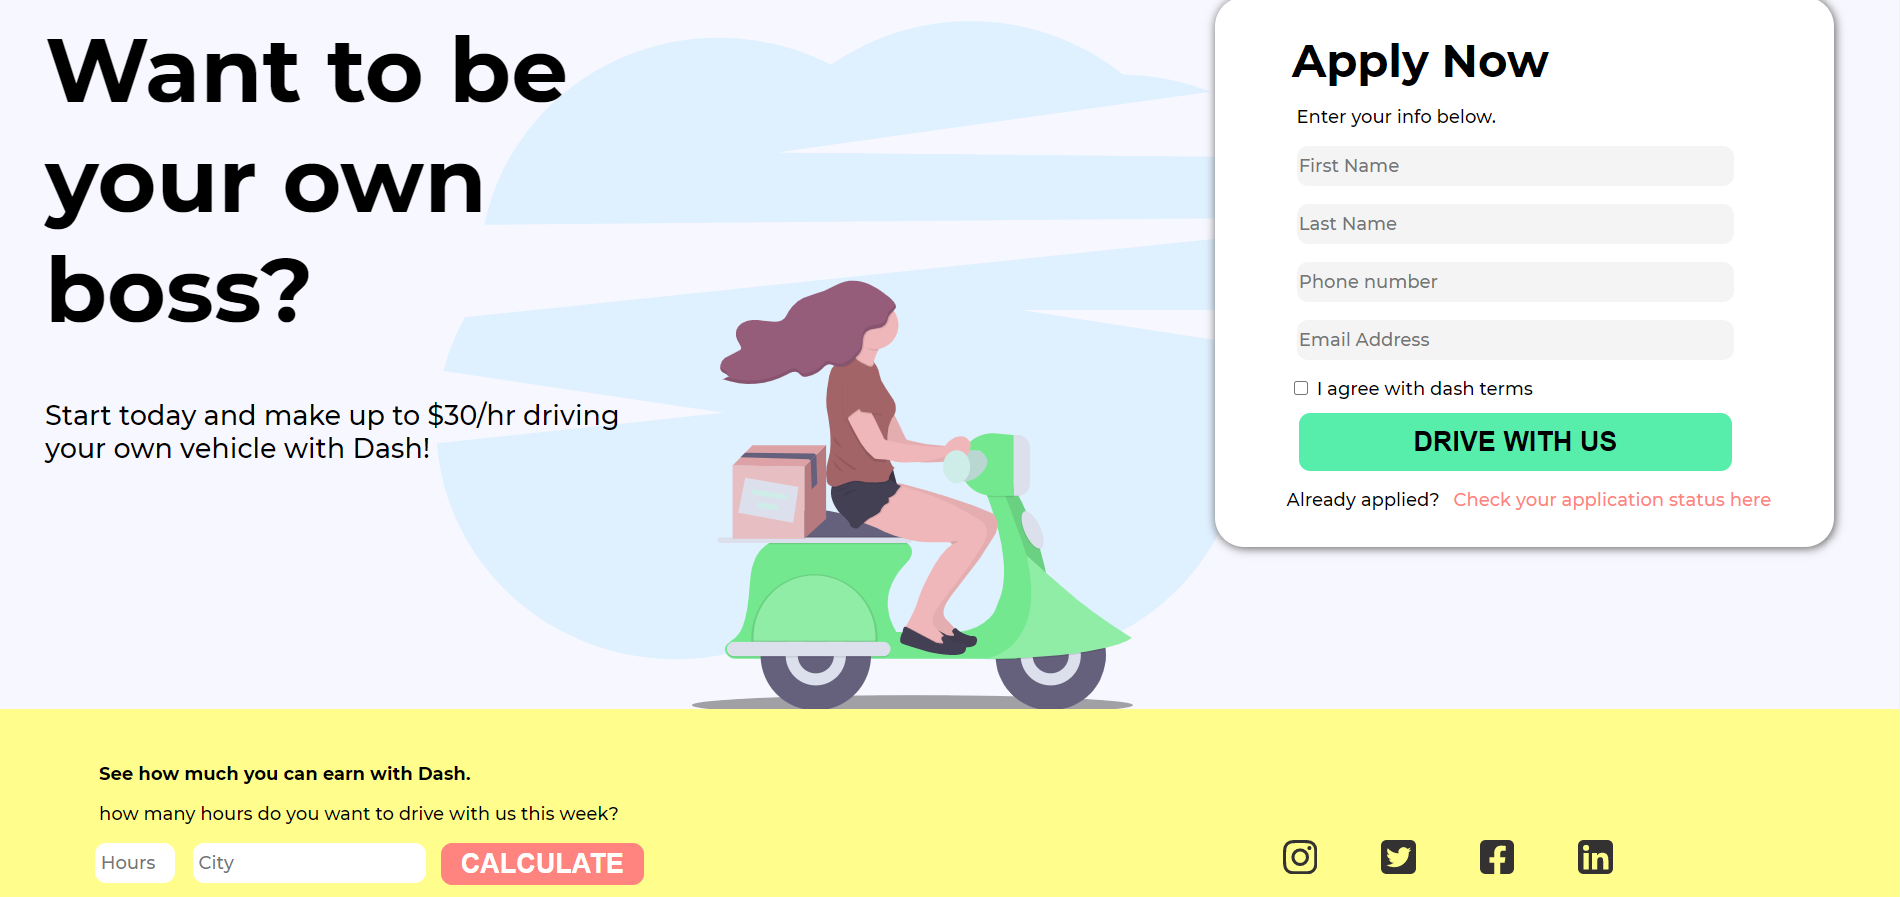 Want to be
your own
boss?
Start today and make up to $30/hr driving
your own vehicle with Dash!
Apply Now
Enter your info below.
First Name
Last Name
Phone number
Email Address
I agree with dash terms
DRIVE WITH US
Already applied? Check your application status here
See how much you can earn with Dash.
how many hours do you want to drive with us this week?
Hours City CALCULATE